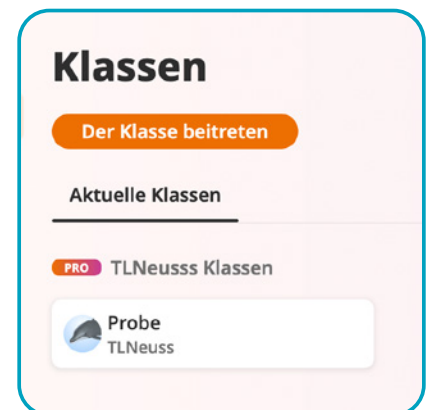 Klassen
Der Klasse beitreten
Aktuelle Klassen
PRO TLNeusss Klassen
Probe
TLNeuss